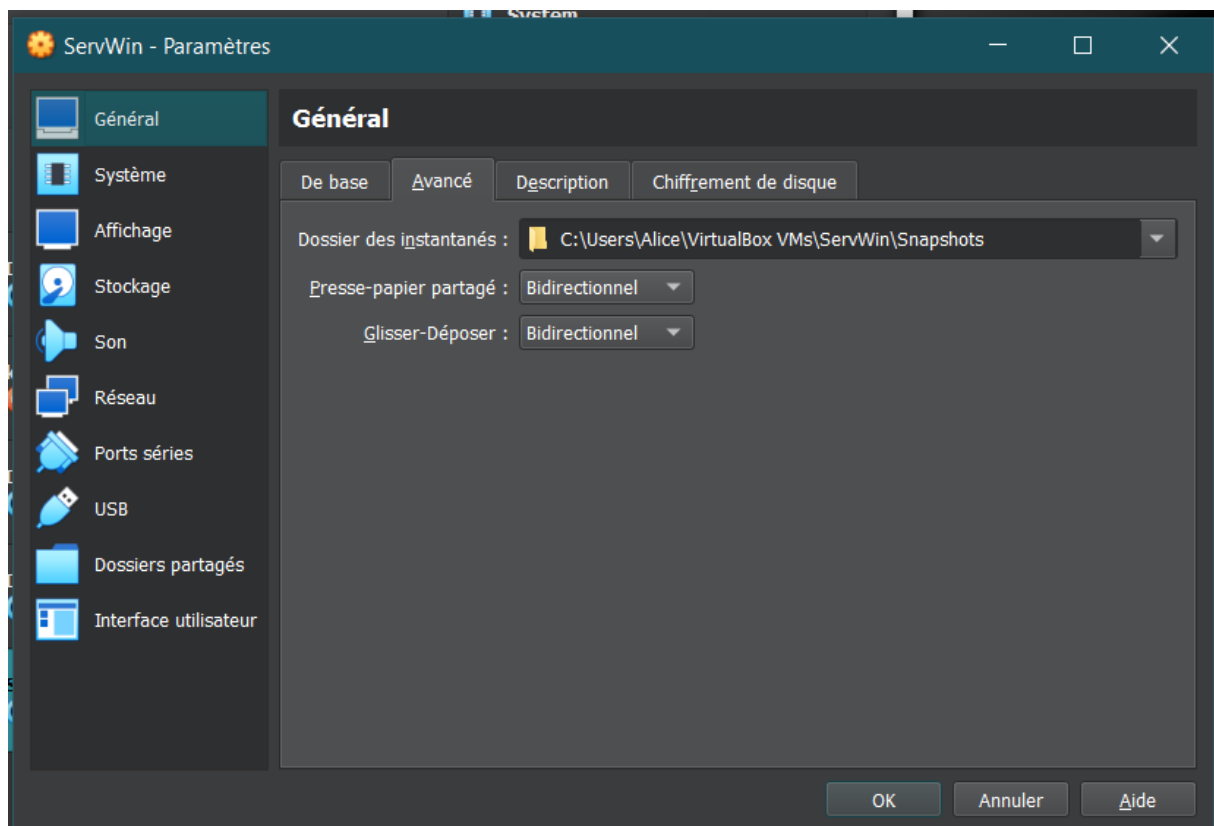 System
ServWin - Paramètres
Général
Système
Affichage
Stockage
Son
Réseau
Ports séries
USB
Dossiers partagés
Interface utilisateur
Général
De base Avancé Description Chiffrement de disque
Dossier des instantanés : C:\Users\Alice\VirtualBox VMs\ServWin\Snapshots
Presse-papier partagé : Bidirectionnel
Glisser-Déposer : Bidirectionnel
OK Annuler Aide